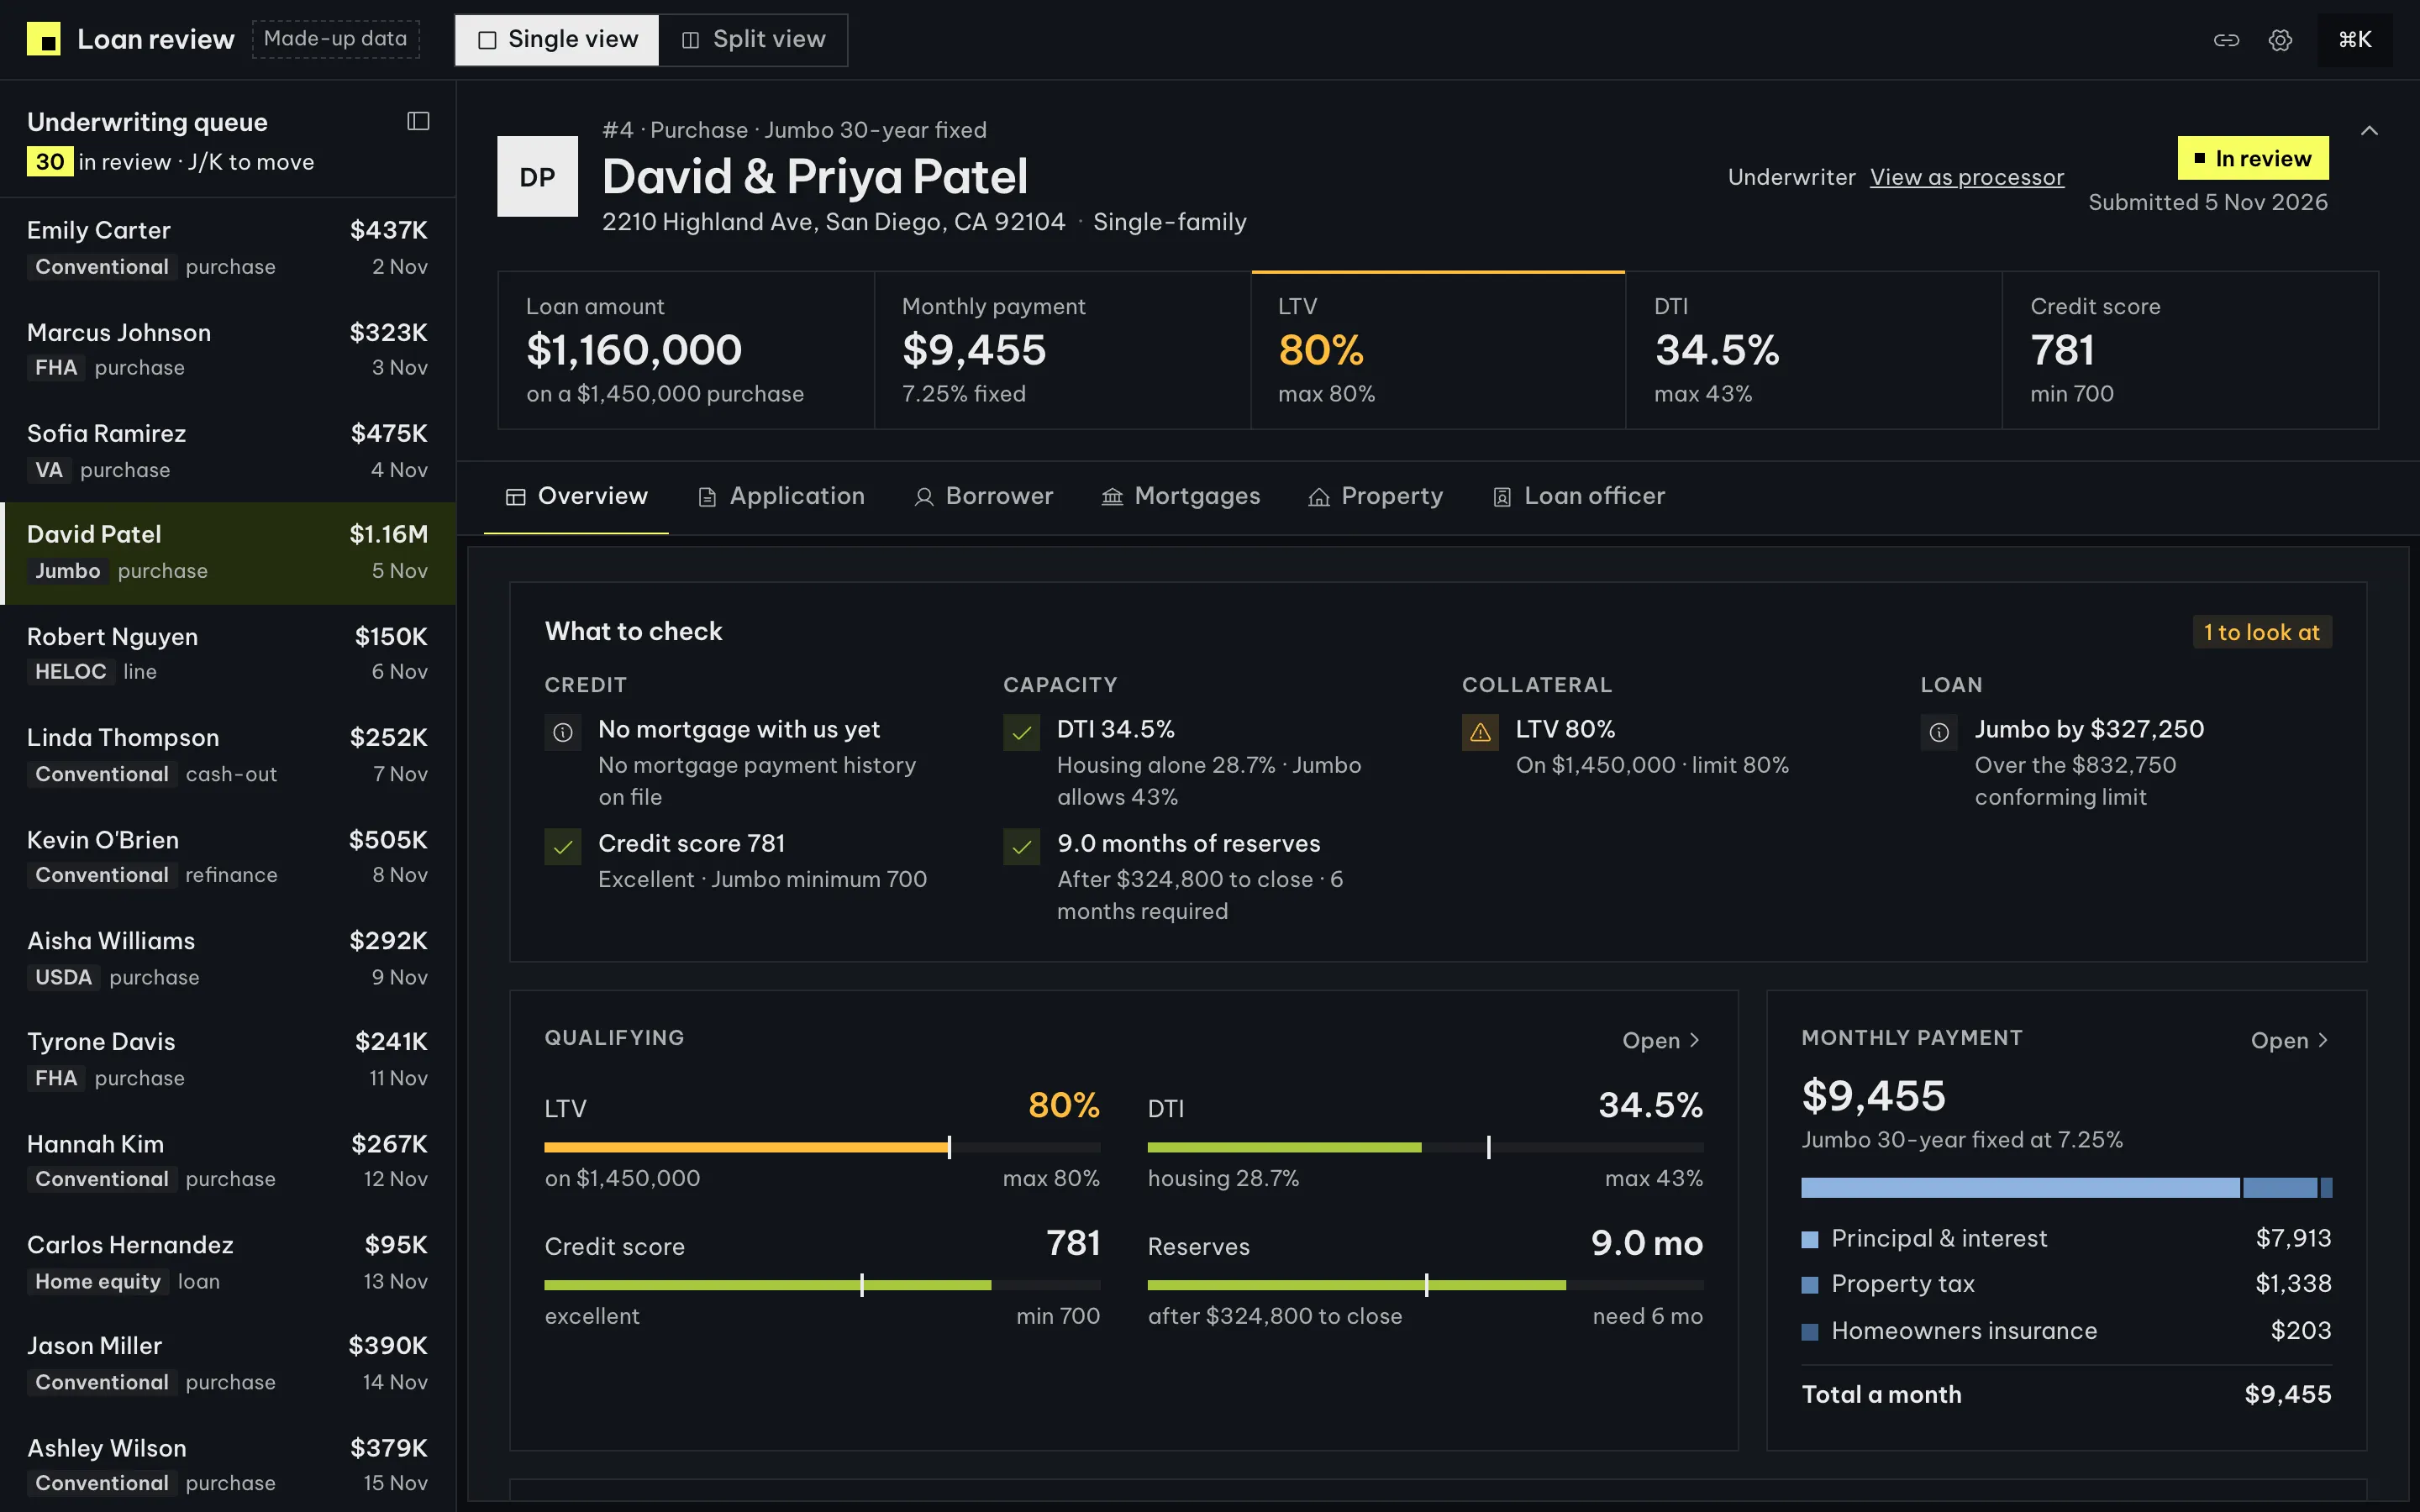 Loan review
Made-up data
Single view
Split view
⌘K
Underwriting queue
30 in review · J/K to move
Emily Carter $437K
Conventional purchase 2 Nov
Marcus Johnson $323K
FHA purchase 3 Nov
Sofia Ramirez $475K
VA purchase 4 Nov
David Patel $1.16M
Jumbo purchase 5 Nov
Robert Nguyen $150K
HELOC line 6 Nov
Linda Thompson $252K
Conventional cash-out 7 Nov
Kevin O'Brien $505K
Conventional refinance 8 Nov
Aisha Williams $292K
USDA purchase 9 Nov
Tyrone Davis $241K
FHA purchase 11 Nov
Hannah Kim $267K
Conventional purchase 12 Nov
Carlos Hernandez $95K
Home equity loan 13 Nov
Jason Miller $390K
Conventional purchase 14 Nov
Ashley Wilson $379K
Conventional purchase 15 Nov
DP
#4 · Purchase · Jumbo 30-year fixed
David & Priya Patel
2210 Highland Ave, San Diego, CA 92104 · Single-family
Underwriter View as processor
In review
Submitted 5 Nov 2026
Loan amount
$1,160,000
on a $1,450,000 purchase
Monthly payment
$9,455
7.25% fixed
LTV
80%
max 80%
DTI
34.5%
max 43%
Credit score
781
min 700
Overview
Application
Borrower
Mortgages
Property
Loan officer
What to check
1 to look at
CREDIT
No mortgage with us yet
No mortgage payment history
on file
Credit score 781
Excellent · Jumbo minimum 700
CAPACITY
DTI 34.5%
Housing alone 28.7% · Jumbo
allows 43%
9.0 months of reserves
After $324,800 to close · 6
months required
COLLATERAL
LTV 80%
On $1,450,000 · limit 80%
LOAN
Jumbo by $327,250
Over the $832,750
conforming limit
QUALIFYING
Open
LTV 80%
on $1,450,000 max 80%
DTI 34.5%
housing 28.7% max 43%
Credit score 781
excellent min 700
Reserves 9.0 mo
after $324,800 to close need 6 mo
MONTHLY PAYMENT
Open
$9,455
Jumbo 30-year fixed at 7.25%
Principal & interest $7,913
Property tax $1,338
Homeowners insurance $203
Total a month $9,455